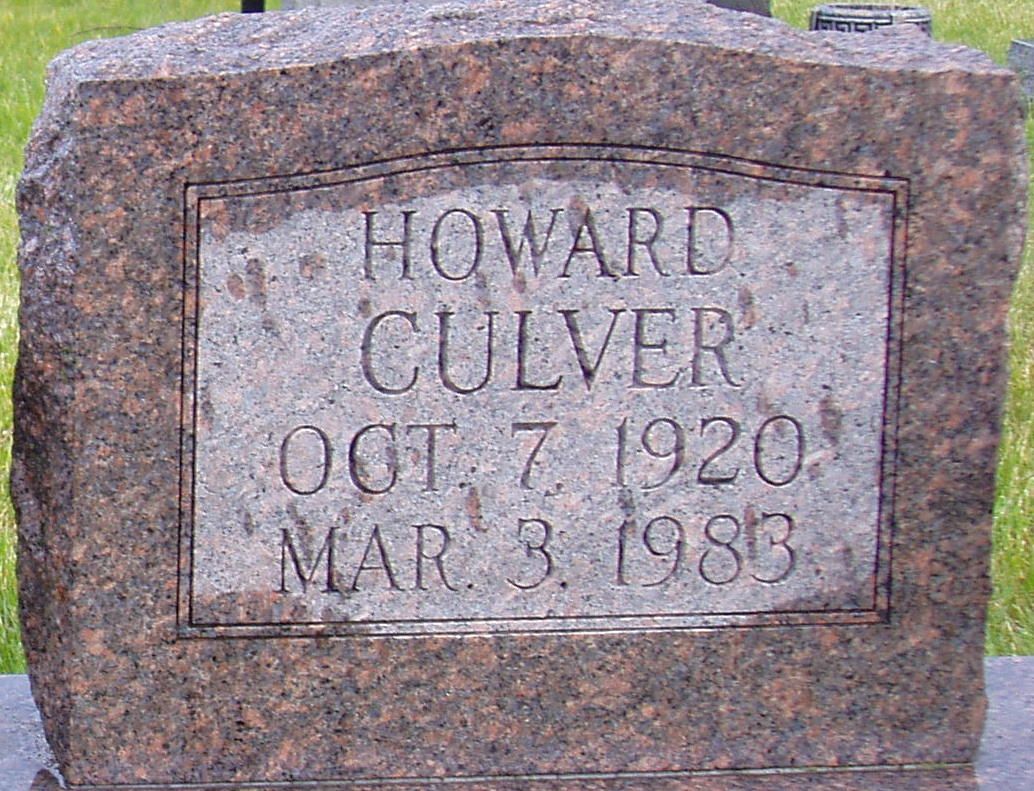 HOWARD
CULVER
OCT. 7. 1920
MAR. 3. 1983